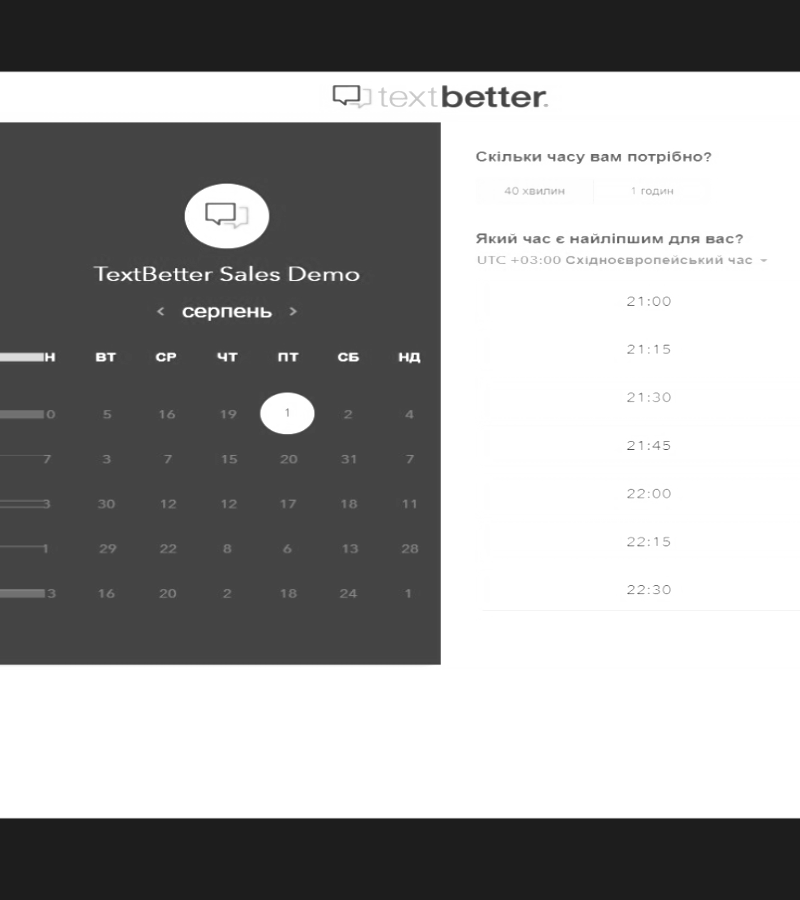 textbetter.
TextBetter Sales Demo
< серпень >
Н ВТ СР ЧТ ПТ СБ НД
0 5 16 19 1 2 4
7 3 7 15 20 31 7
3 30 12 12 17 18 11
1 29 22 8 6 13 28
3 16 20 2 18 24 1
Скільки часу вам потрібно?
40 хвилин 1 годин
Який час є найліпшим для вас?
UTC +03:00 Східноєвропейський час
21:00
21:15
21:30
21:45
22:00
22:15
22:30